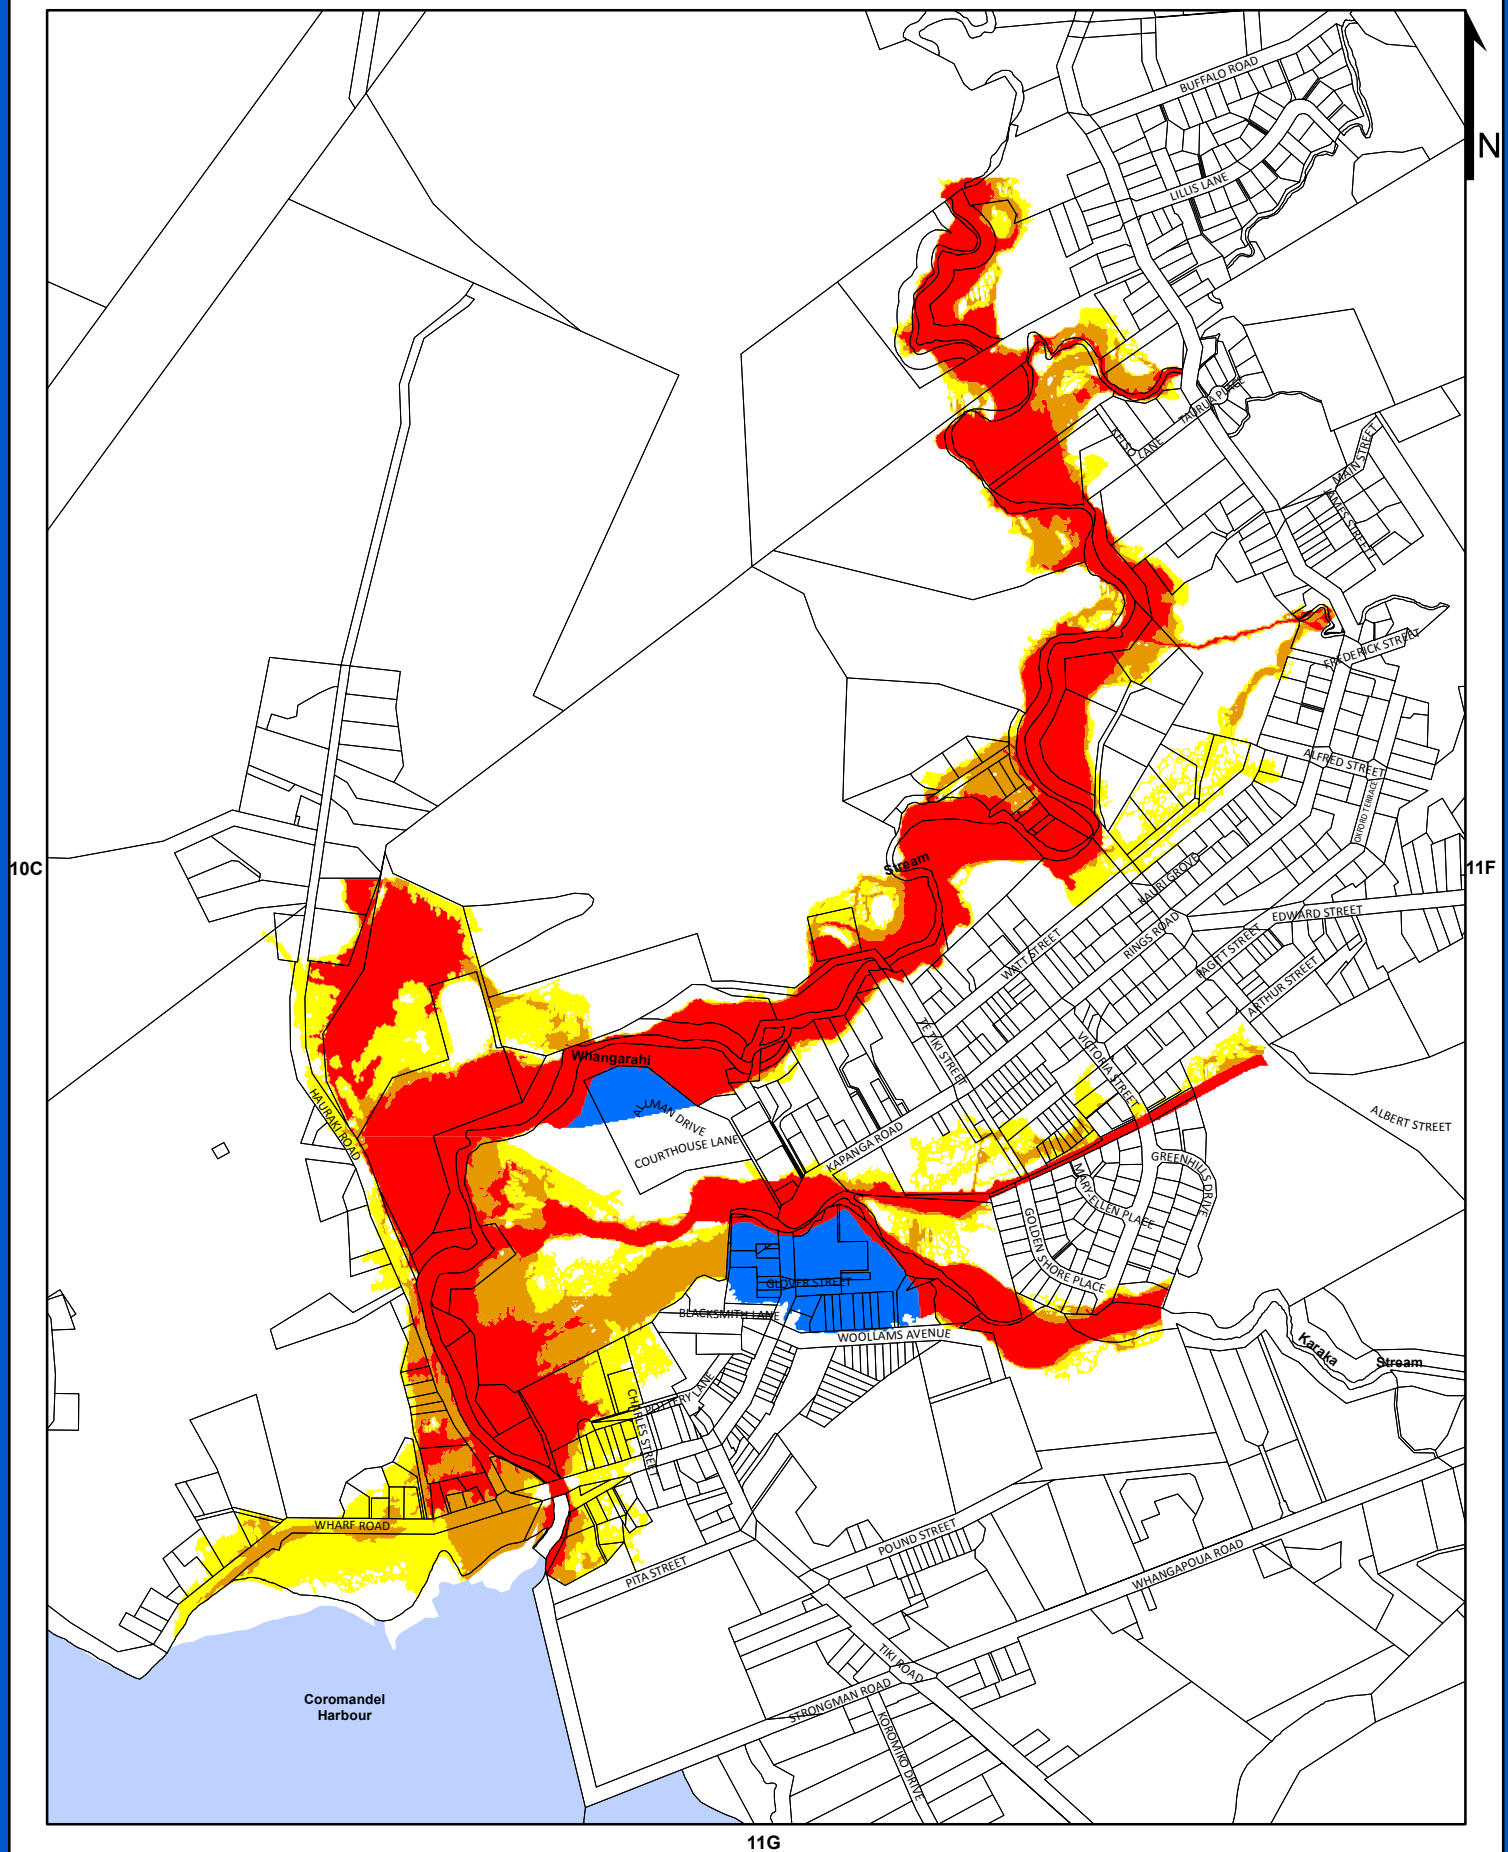 BUFFALO ROAD
N
LILLIS LANE
TAURUA PLACE
KELSO LANE
MAIN STREET
JAMES STREET
FREDERICK STREET
ALFRED STREET
OXFORD TERRACE
10C
Stream
11F
KAURI GROVE
EDWARD STREET
RINGS ROAD
WATT STREET
PAGITT STREET
ARTHUR STREET
TE TIKI STREET
VICTORIA STREET
Whangarahi
HAURAKI ROAD
ALLMAN DRIVE
ALBERT STREET
COURTHOUSE LANE
KAPANGA ROAD
GREENHILLS DRIVE
MARY-ELLEN PLACE
GOLDEN SHORE PLACE
GLOVER STREET
BLACKSMITH LANE
WOOLLAMS AVENUE
Karaka
Stream
POTTERY LANE
CHARLES STREET
WHARF ROAD
POUND STREET
WHANGAPOUA ROAD
PITA STREET
TIKI ROAD
STRONGMAN ROAD
Coromandel
Harbour
KOROMIKO DRIVE
11G